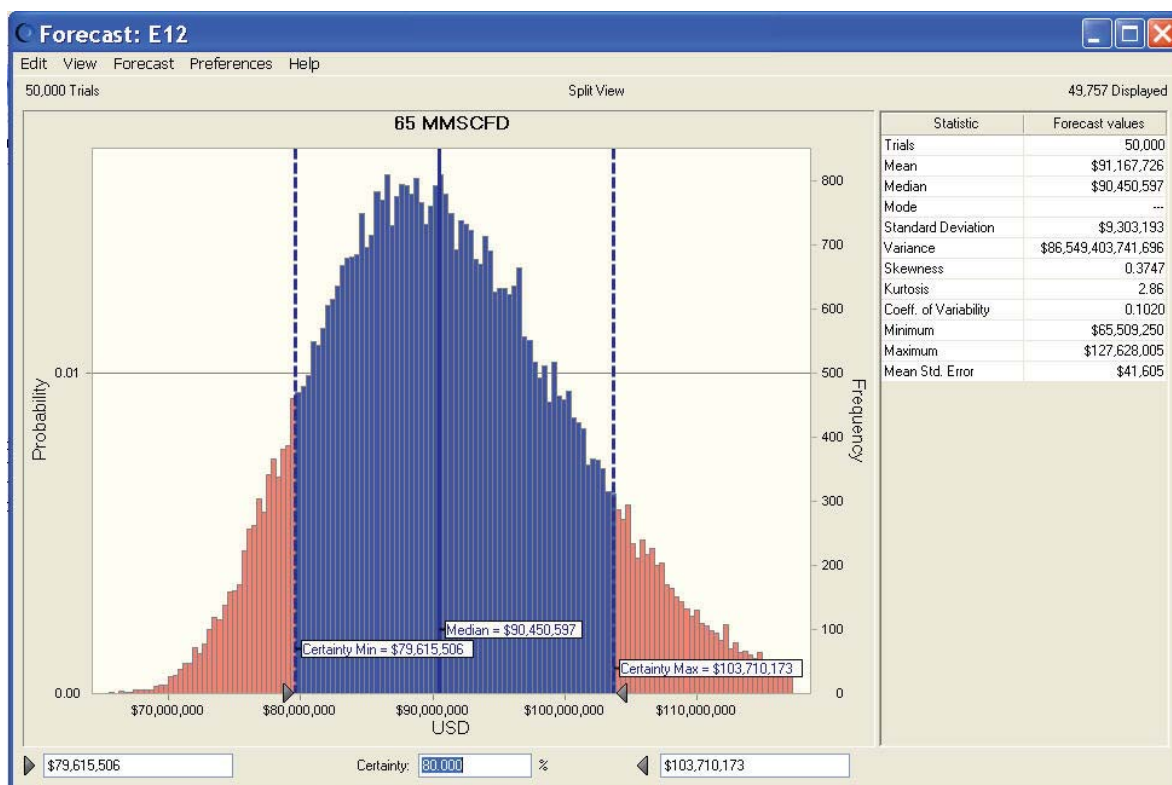 Forecast: E12
Edit View Forecast Preferences Help
50,000 Trials Split View 49,757 Displayed
65 MMSCFD
Probability
0.01
0.00
Frequency
800
700
600
500
400
300
200
100
0
Median = $90,450,597
Certainty Min = $79,615,506
Certainty Max = $103,710,173
$70,000,000 $80,000,000 $90,000,000 $100,000,000 $110,000,000
USD
Statistic Forecast values
Trials 50,000
Mean $91,167,726
Median $90,450,597
Mode ---
Standard Deviation $9,303,193
Variance $86,549,403,741,696
Skewness 0.3747
Kurtosis 2.86
Coeff. of Variability 0.1020
Minimum $65,509,250
Maximum $127,628,005
Mean Std. Error $41,605
$79,615,506 Certainty: 80.000 % $103,710,173